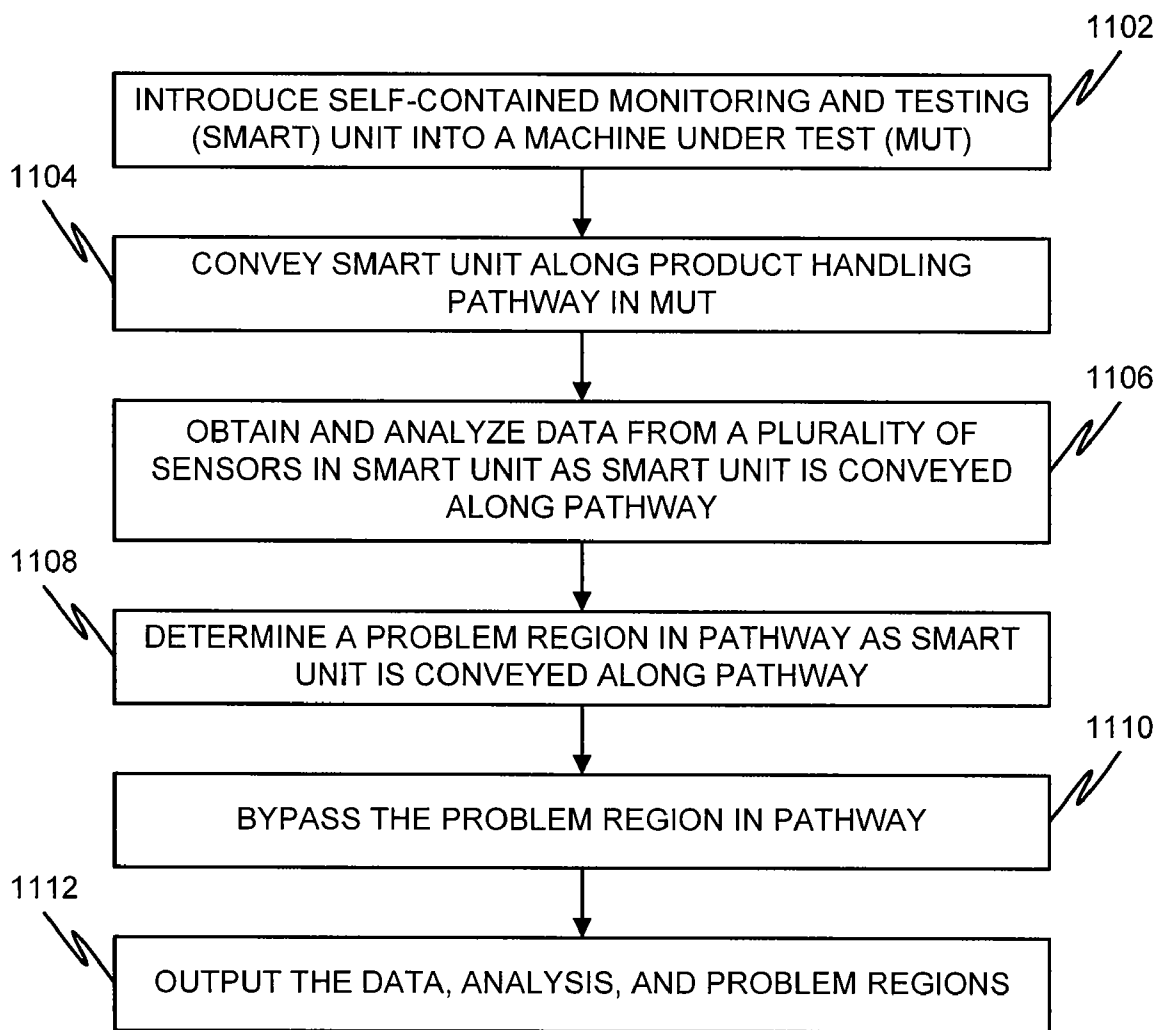 1102
INTRODUCE SELF-CONTAINED MONITORING AND TESTING
(SMART) UNIT INTO A MACHINE UNDER TEST (MUT)
1104
CONVEY SMART UNIT ALONG PRODUCT HANDLING
PATHWAY IN MUT
1106
OBTAIN AND ANALYZE DATA FROM A PLURALITY OF
SENSORS IN SMART UNIT AS SMART UNIT IS CONVEYED
ALONG PATHWAY
1108
DETERMINE A PROBLEM REGION IN PATHWAY AS SMART
UNIT IS CONVEYED ALONG PATHWAY
1110
BYPASS THE PROBLEM REGION IN PATHWAY
1112
OUTPUT THE DATA, ANALYSIS, AND PROBLEM REGIONS